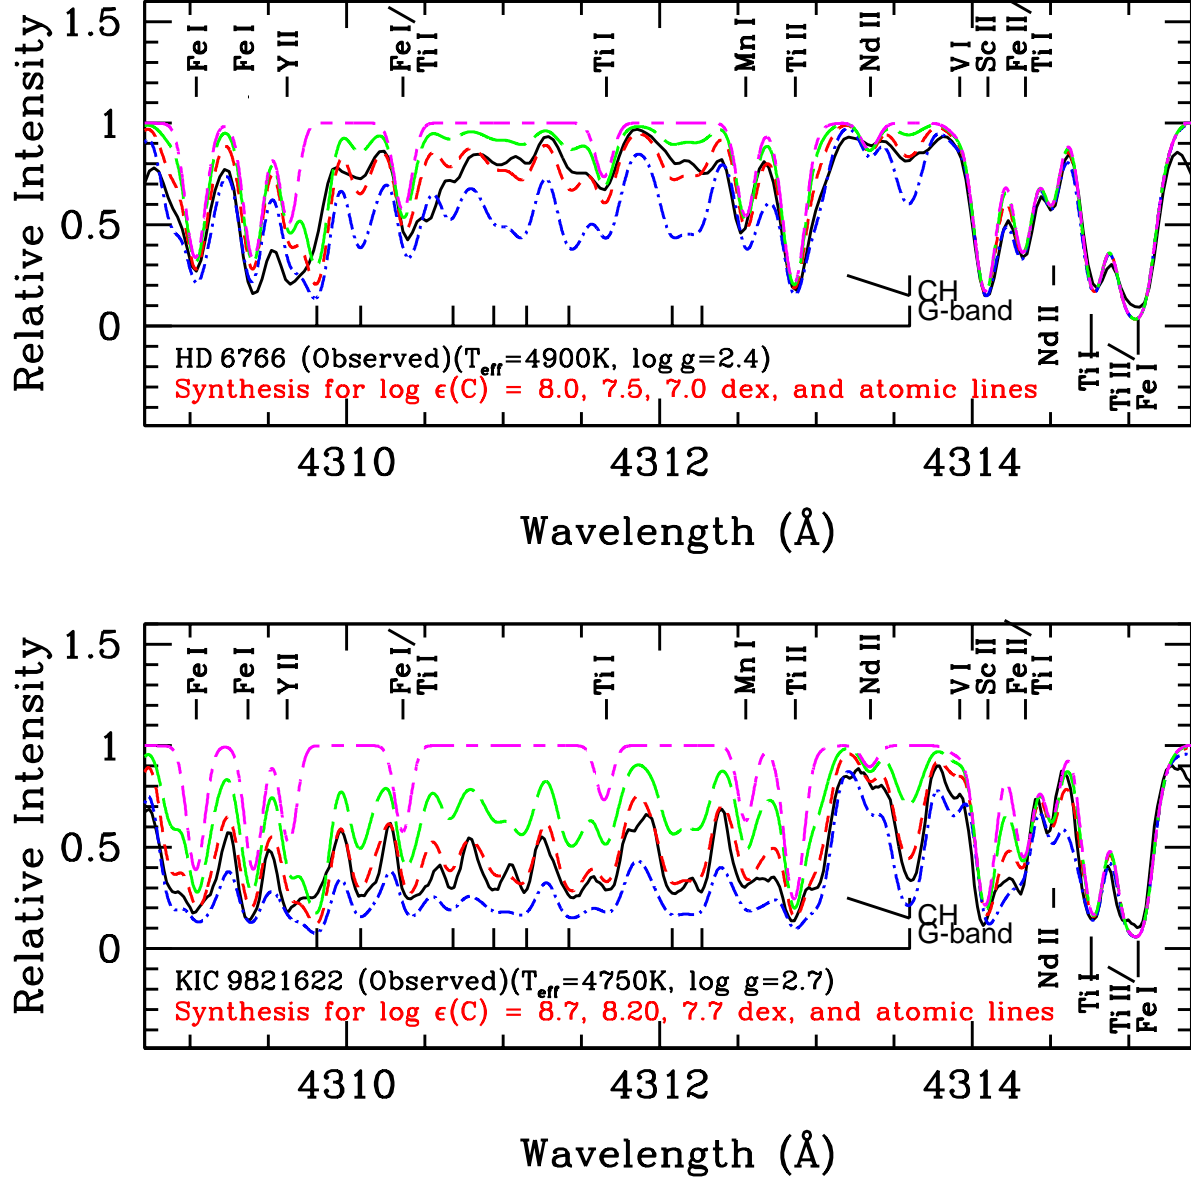 Relative Intensity
1.5
1
0.5
0
Fe I
Fe I
Y II
Fe I/
Ti I
Ti I
Mn I
Ti II
Nd II
V I
Sc II
Fe II/
Ti I
CH
G-band
Nd II
Ti I
Ti II/
Fe I
HD 6766 (Observed)(Teff=4900K, log g=2.4)
Synthesis for log ϵ(C) = 8.0, 7.5, 7.0 dex, and atomic lines
4310
4312
4314
Wavelength (Å)
Relative Intensity
1.5
1
0.5
0
Fe I
Fe I
Y II
Fe I/
Ti I
Ti I
Mn I
Ti II
Nd II
V I
Sc II
Fe II/
Ti I
CH
G-band
Nd II
Ti I
Ti II/
Fe I
KIC 9821622 (Observed)(Teff=4750K, log g=2.7)
Synthesis for log ϵ(C) = 8.7, 8.20, 7.7 dex, and atomic lines
4310
4312
4314
Wavelength (Å)